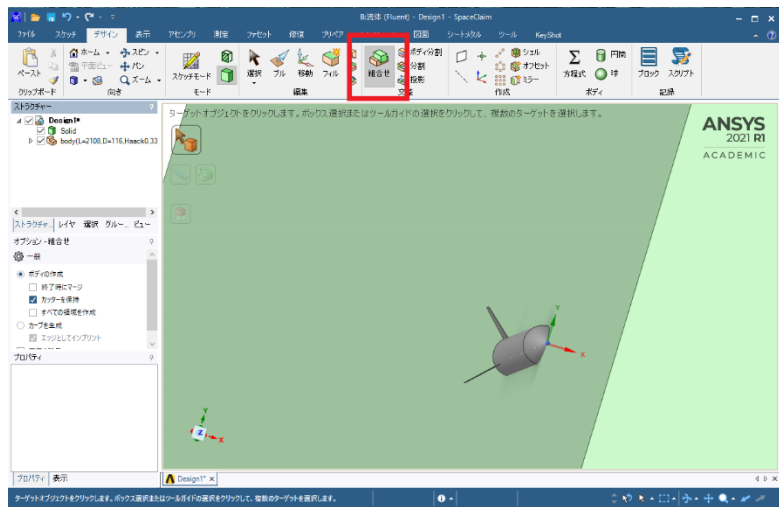 B:流体 (Fluent) - Design1 - SpaceClaim
ファイル スケッチ デザイン 表示 アセンブリ 測定 ファセット 修復 プリペア 図面 シートメタル ツール KeyShot
ペースト
ホーム
平面ビュー
スピン
パン
ズーム
スケッチモード
選択 プル 移動 フィル
組合せ
ボディ分割
分割
投影
シェル
オフセット
ミラー
方程式
円筒
球
ブロック スクリプト
クリップボード 向き モード 編集 交差 作成 ボディ 記録
ストラクチャー
Design1*
Solid
body(L=2108.D=116.Haack0.33
ストラクチャ... レイヤ 選択 グルー... ビュー
オプション - 組合せ
一般
ボディの作成
終了時にマージ
カッターを保持
すべての領域を作成
カーブを生成
エッジとしてインプリント
プロパティ
プロパティ 表示
ターゲットオブジェクトをクリックします。ボックス選択またはツールガイドの選択をクリックして、複数のターゲットを選択します。
ANSYS
2021 R1
ACADEMIC
Y
X
Y
Z
X
Design1*
ターゲットオブジェクトをクリックします。ボックス選択またはツールガイドの選択をクリックして、複数のターゲットを選択します。